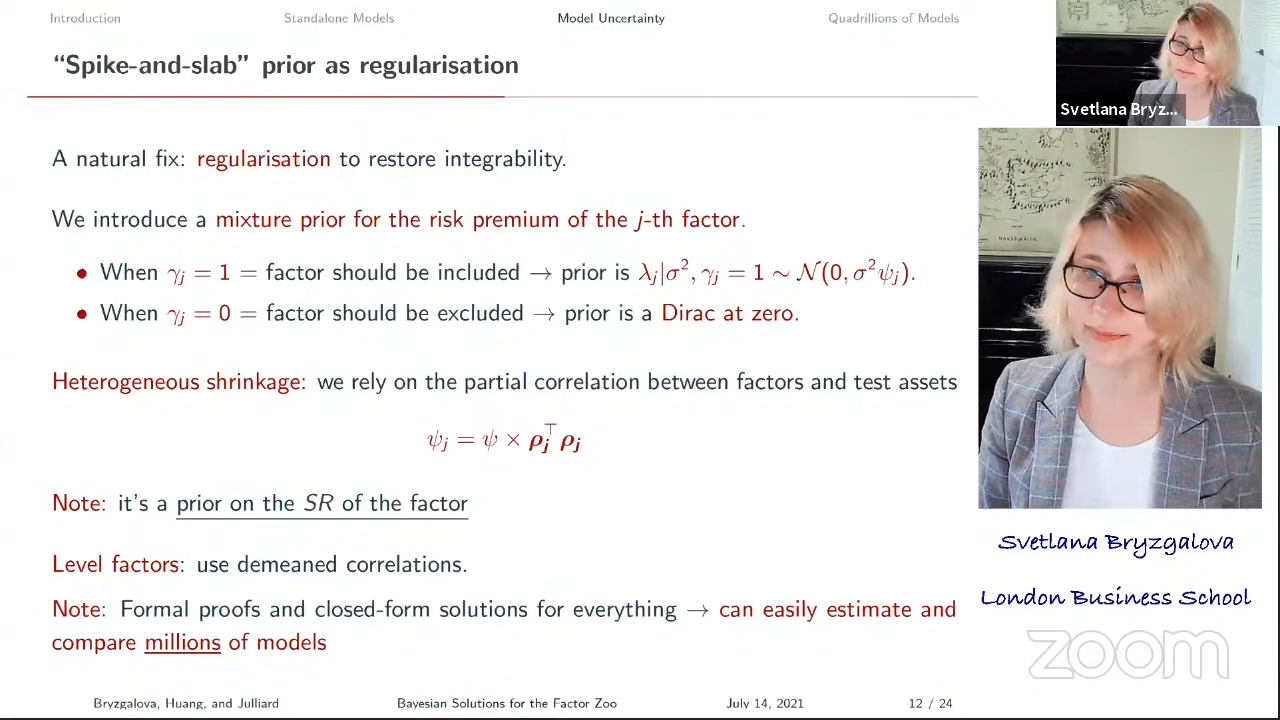 Introduction Standalone Models Model Uncertainty Quadrillions of Models
“Spike-and-slab” prior as regularisation
A natural fix: regularisation to restore integrability.
We introduce a mixture prior for the risk premium of the j-th factor.
• When γj = 1 = factor should be included → prior is λj|σ², γj = 1 ∼ 𝒩(0, σ²ψj).
• When γj = 0 = factor should be excluded → prior is a Dirac at zero.
Heterogeneous shrinkage: we rely on the partial correlation between factors and test assets
ψj = ψ × ρj⊤ρj
Note: it's a prior on the SR of the factor
Level factors: use demeaned correlations.
Note: Formal proofs and closed-form solutions for everything → can easily estimate and
compare millions of models
Bryzgalova, Huang, and Julliard Bayesian Solutions for the Factor Zoo July 14, 2021 12 / 24
Svetlana Bryz...
Svetlana Bryzgalova
London Business School
zoom